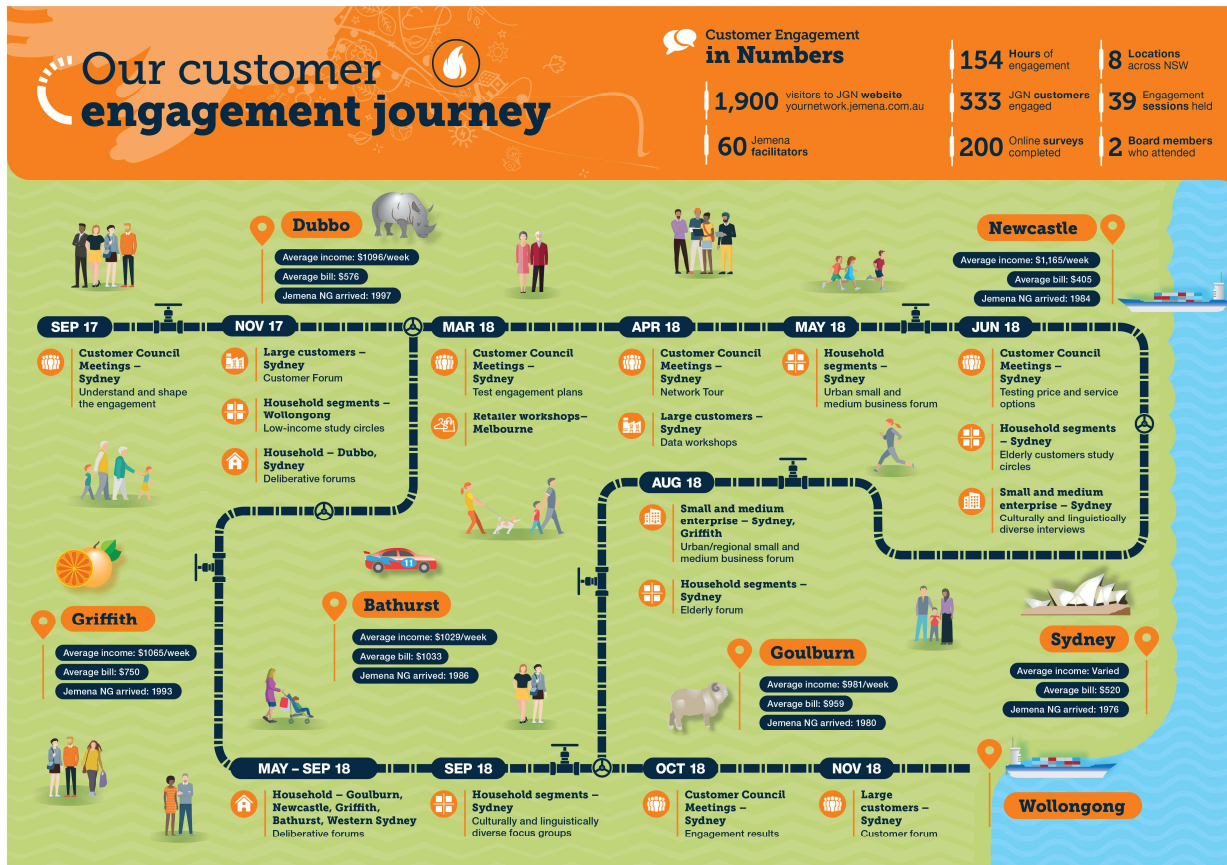 Our customer
engagement journey
Customer Engagement
in Numbers
1,900 visitors to JGN website
yournetwork.jemena.com.au
60 Jemena
facilitators
154 Hours of
engagement
333 JGN customers
engaged
200 Online surveys
completed
8 Locations
across NSW
39 Engagement
sessions held
2 Board members
who attended
Dubbo
Average income: $1096/week
Average bill: $576
Jemena NG arrived: 1997
Newcastle
Average income: $1,165/week
Average bill: $405
Jemena NG arrived: 1984
SEP 17
Customer Council
Meetings –
Sydney
Understand and shape
the engagement
NOV 17
Large customers –
Sydney
Customer Forum
Household segments –
Wollongong
Low-income study circles
Household – Dubbo,
Sydney
Deliberative forums
MAR 18
Customer Council
Meetings –
Sydney
Test engagement plans
Retailer workshops–
Melbourne
APR 18
Customer Council
Meetings –
Sydney
Network Tour
Large customers –
Sydney
Data workshops
MAY 18
Household
segments –
Sydney
Urban small and
medium business forum
JUN 18
Customer Council
Meetings –
Sydney
Testing price and service
options
Household segments
– Sydney
Elderly customers study
circles
Small and medium
enterprise – Sydney
Culturally and linguistically
diverse interviews
AUG 18
Small and medium
enterprise – Sydney,
Griffith
Urban/regional small and
medium business forum
Household segments –
Sydney
Elderly forum
11
Griffith
Average income: $1065/week
Average bill: $750
Jemena NG arrived: 1993
Bathurst
Average income: $1029/week
Average bill: $1033
Jemena NG arrived: 1986
Goulburn
Average income: $981/week
Average bill: $959
Jemena NG arrived: 1980
Sydney
Average income: Varied
Average bill: $520
Jemena NG arrived: 1976
MAY – SEP 18
Household – Goulburn,
Newcastle, Griffith,
Bathurst, Western Sydney
Deliberative forums
SEP 18
Household segments –
Sydney
Culturally and linguistically
diverse focus groups
OCT 18
Customer Council
Meetings –
Sydney
Engagement results
NOV 18
Large
customers –
Sydney
Customer forum
Wollongong